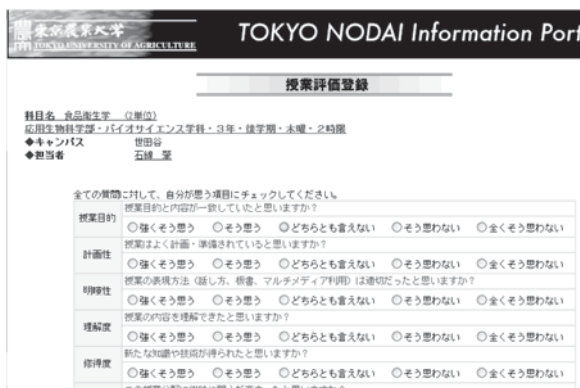 東京農業大学
TOKYO UNIVERSITY OF AGRICULTURE
TOKYO NODAI Information Port
授業評価登録
科目名 食品衛生学 (2単位)
応用生物科学部・バイオサイエンス学科・3年・後学期・木曜・2時限
◆キャンパス 世田谷
◆担当者 石綿 肇
全ての質問に対して、自分が思う項目にチェックしてください。
授業目的 授業目的と内容が一致していたと思いますか?
○強くそう思う ○そう思う ◎どちらとも言えない ○そう思わない ○全くそう思わない
計画性 授業はよく計画・準備されていると思いますか?
○強くそう思う ○そう思う ○どちらとも言えない ○そう思わない ○全くそう思わない
明瞭性 授業の表現方法(話し方、板書、マルチメディア利用)は適切だったと思いますか?
○強くそう思う ○そう思う ○どちらとも言えない ○そう思わない ○全くそう思わない
理解度 授業の内容を理解できたと思いますか?
○強くそう思う ○そう思う ○どちらとも言えない ○そう思わない ○全くそう思わない
修得度 新たな知識や技術が得られたと思いますか?
○強くそう思う ○そう思う ○どちらとも言えない ○そう思わない ○全くそう思わない